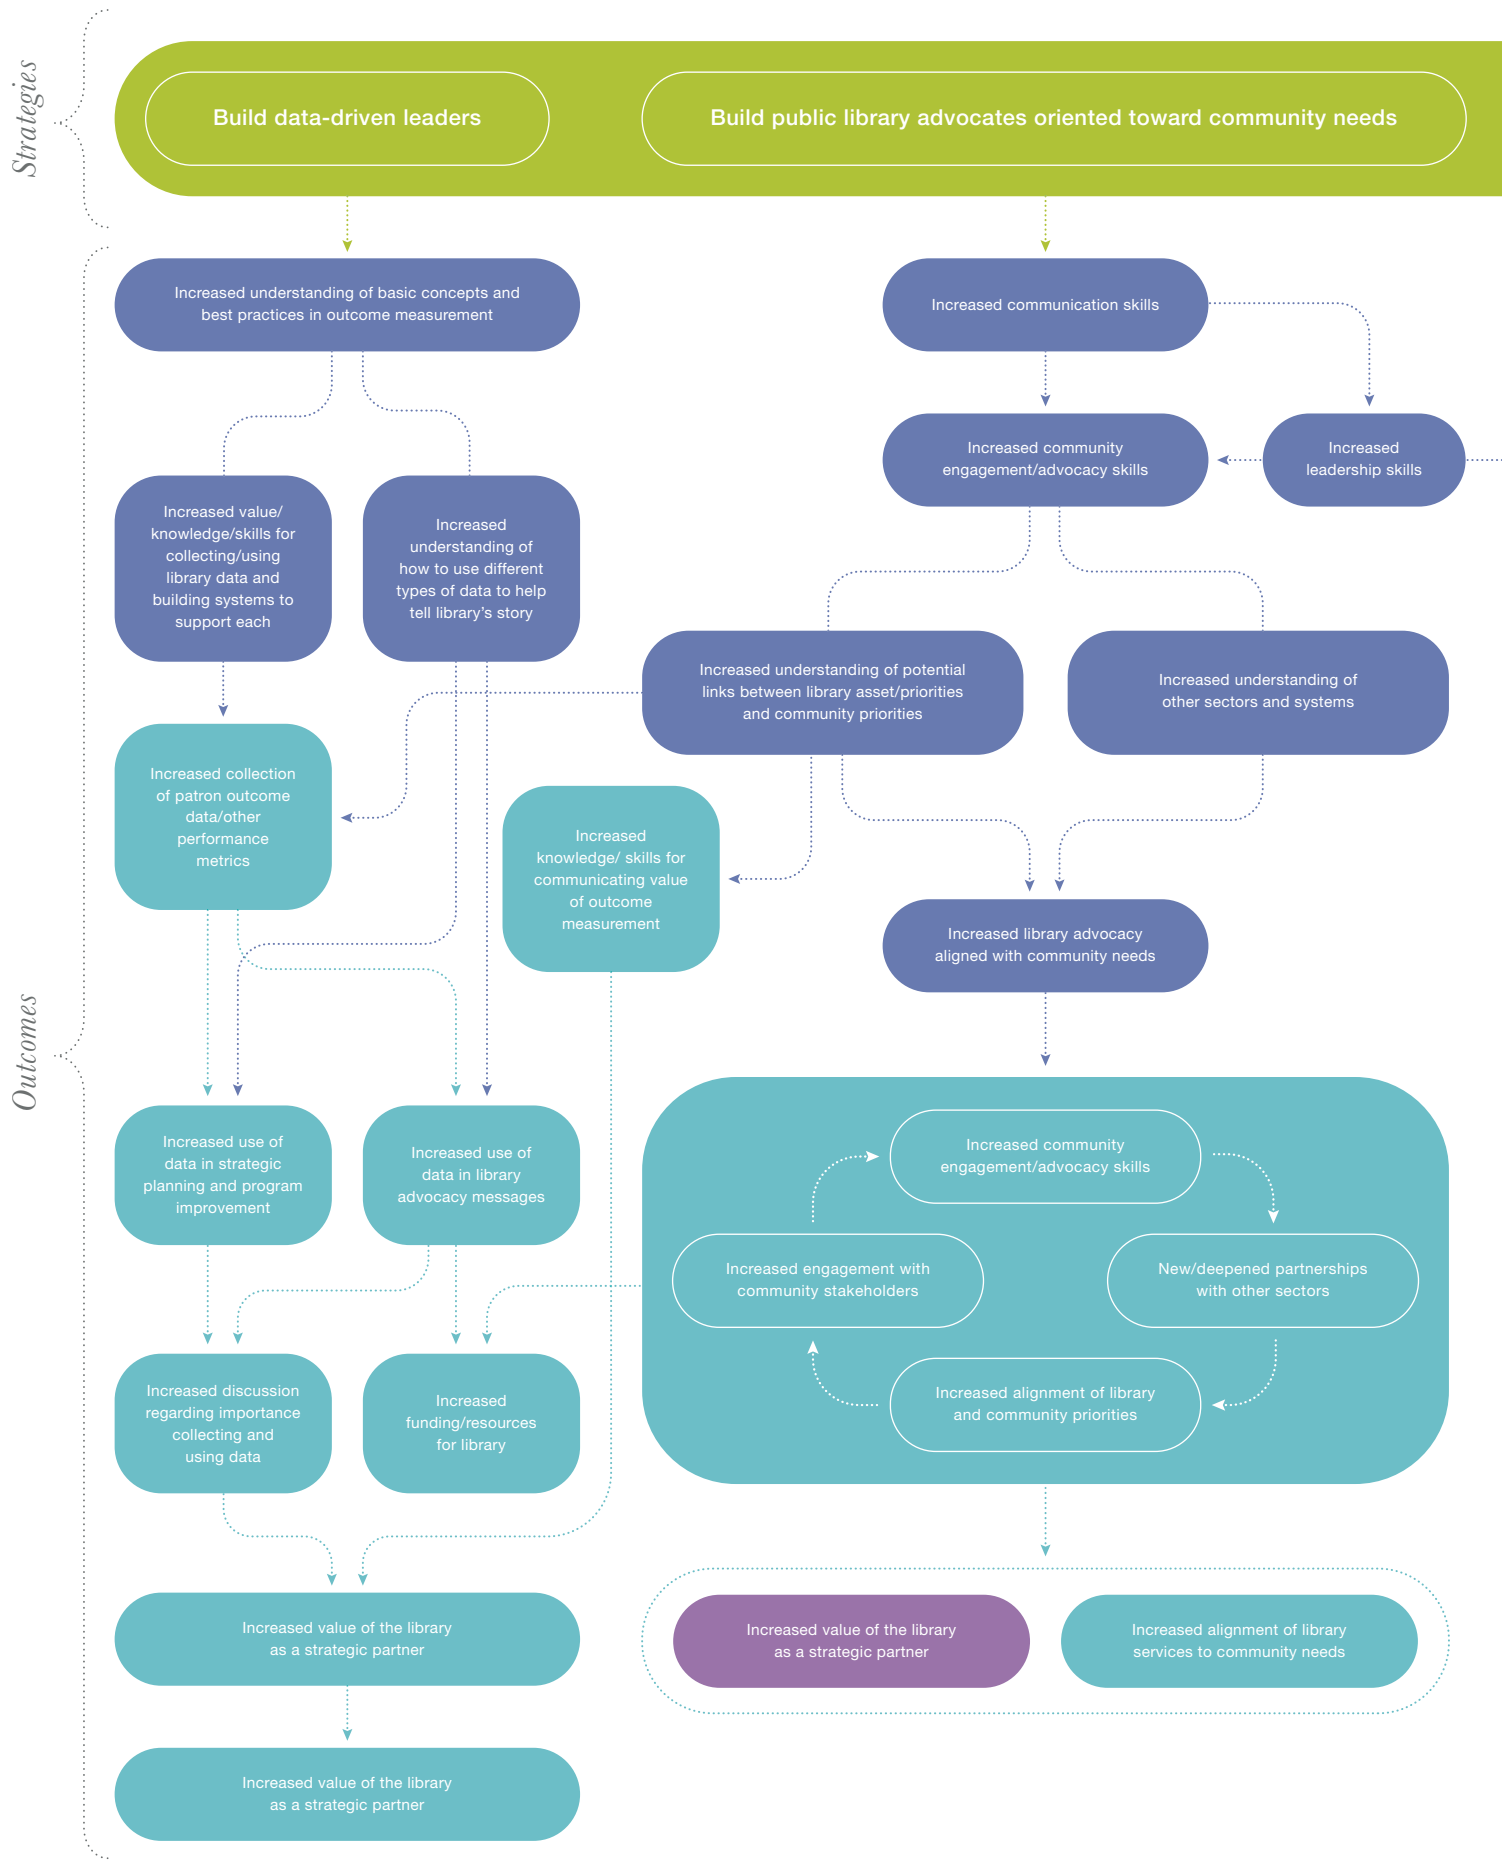 Strategies
Build data-driven leaders
Build public library advocates oriented toward community needs
Outcomes
Increased understanding of basic concepts and
best practices in outcome measurement
Increased communication skills
Increased community
engagement/advocacy skills
Increased
leadership skills
Increased value/
knowledge/skills for
collecting/using
library data and
building systems to
support each
Increased
understanding of
how to use different
types of data to help
tell library’s story
Increased understanding of potential
links between library asset/priorities
and community priorities
Increased understanding of
other sectors and systems
Increased collection
of patron outcome
data/other
performance
metrics
Increased
knowledge/ skills for
communicating value
of outcome
measurement
Increased library advocacy
aligned with community needs
Increased use of
data in strategic
planning and program
improvement
Increased use of
data in library
advocacy messages
Increased community
engagement/advocacy skills
Increased engagement with
community stakeholders
New/deepened partnerships
with other sectors
Increased alignment of library
and community priorities
Increased discussion
regarding importance
collecting and
using data
Increased
funding/resources
for library
Increased value of the library
as a strategic partner
Increased value of the library
as a strategic partner
Increased alignment of library
services to community needs
Increased value of the library
as a strategic partner